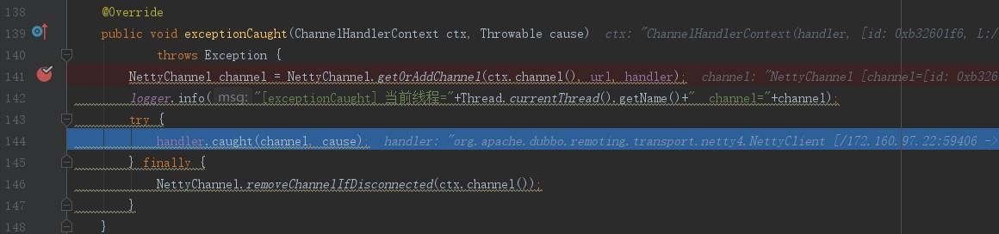 138 @Override
139 public void exceptionCaught(ChannelHandlerContext ctx, Throwable cause) ctx: "ChannelHandlerContext(handler, [id: 0xb32601f6, L:/
140 throws Exception {
141 NettyChannel channel = NettyChannel.getOrAddChannel(ctx.channel(), url, handler); channel: "NettyChannel [channel=[id: 0xb326
142 logger.info( msg: "[exceptionCaught] 当前线程="+Thread.currentThread().getName()+" channel="+channel);
143 try {
144 handler.caught(channel, cause); handler: "org.apache.dubbo.remoting.transport.netty4.NettyClient [/172.160.97.22:59406 ->
145 } finally {
146 NettyChannel.removeChannelIfDisconnected(ctx.channel());
147 }
148 }